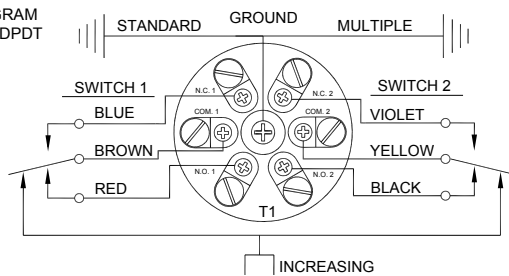 GRAM
DPDT
STANDARD GROUND MULTIPLE
SWITCH 1
SWITCH 2
N.C. 1 N.C. 2
BLUE
VIOLET
COM. 1 COM. 2
BROWN
YELLOW
N.O. 1 N.O. 2
RED
BLACK
T1
INCREASING